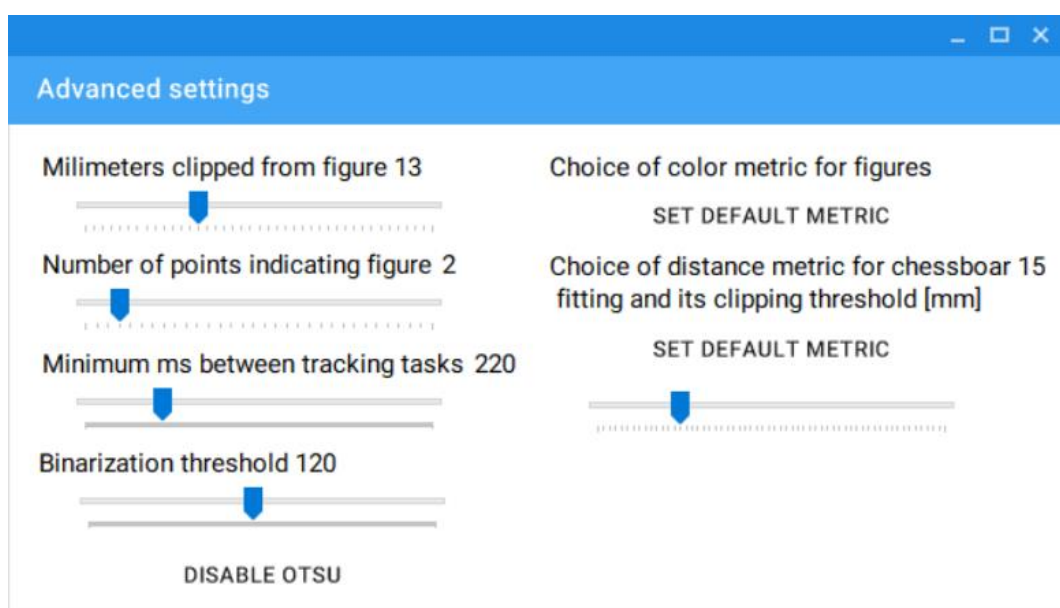 Advanced settings
Milimeters clipped from figure 13
Number of points indicating figure 2
Minimum ms between tracking tasks 220
Binarization threshold 120
DISABLE OTSU
Choice of color metric for figures
SET DEFAULT METRIC
Choice of distance metric for chessboar 15
fitting and its clipping threshold [mm]
SET DEFAULT METRIC